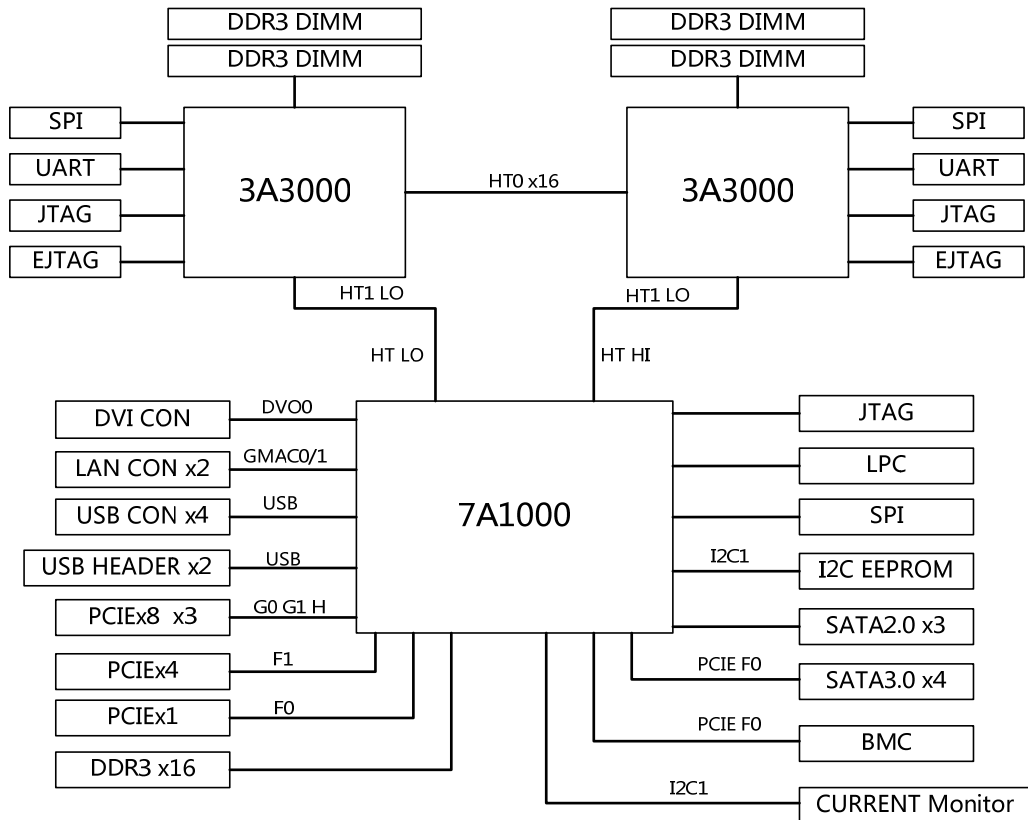 DDR3 DIMM
DDR3 DIMM
DDR3 DIMM
DDR3 DIMM
SPI
UART
JTAG
EJTAG
3A3000
HT0 x16
3A3000
SPI
UART
JTAG
EJTAG
HT1 LO
HT1 LO
HT LO
HT HI
DVI CON
DVO0
LAN CON x2
GMAC0/1
USB CON x4
USB
USB HEADER x2
USB
PCIEx8 x3
G0 G1 H
PCIEx4
F1
PCIEx1
F0
DDR3 x16
7A1000
JTAG
LPC
SPI
I2C1
I2C EEPROM
SATA2.0 x3
PCIE F0
SATA3.0 x4
PCIE F0
BMC
I2C1
CURRENT Monitor